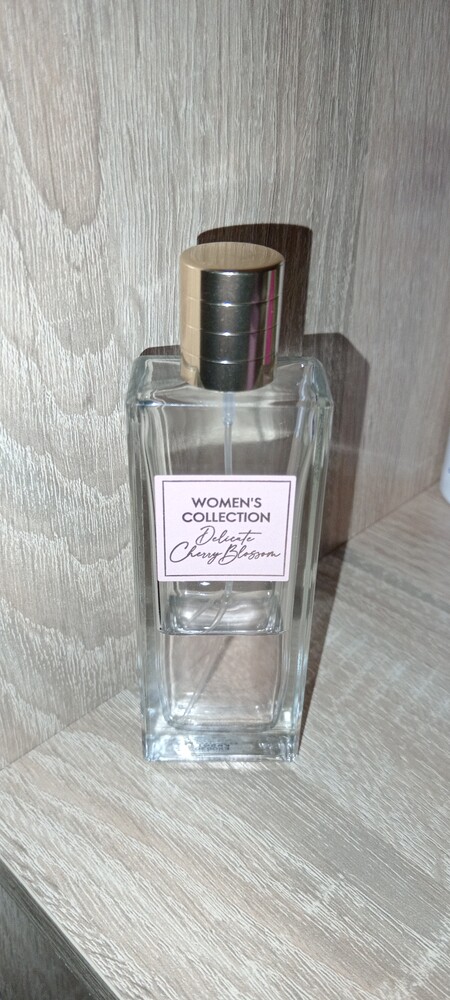 WOMEN'S
COLLECTION
Delicate
Cherry Blossom